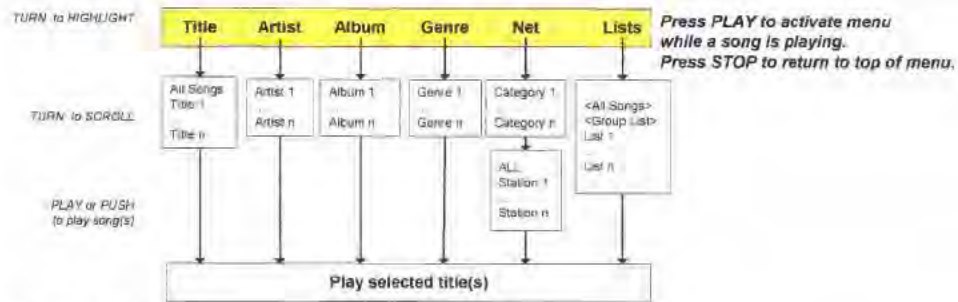 TURN to HIGHLIGHT
Title Artist Album Genre Net Lists
Press PLAY to activate menu
while a song is playing.
Press STOP to return to top of menu.
TURN to SCROLL
All Songs
Title 1
Title n
Artist 1
Artist n
Album 1
Album n
Genre 1
Genre n
Category 1
Category n
<All Songs>
<Group List>
List 1
List n
ALL
Station 1
Station n
PLAY or PUSH
to play song(s)
Play selected title(s)